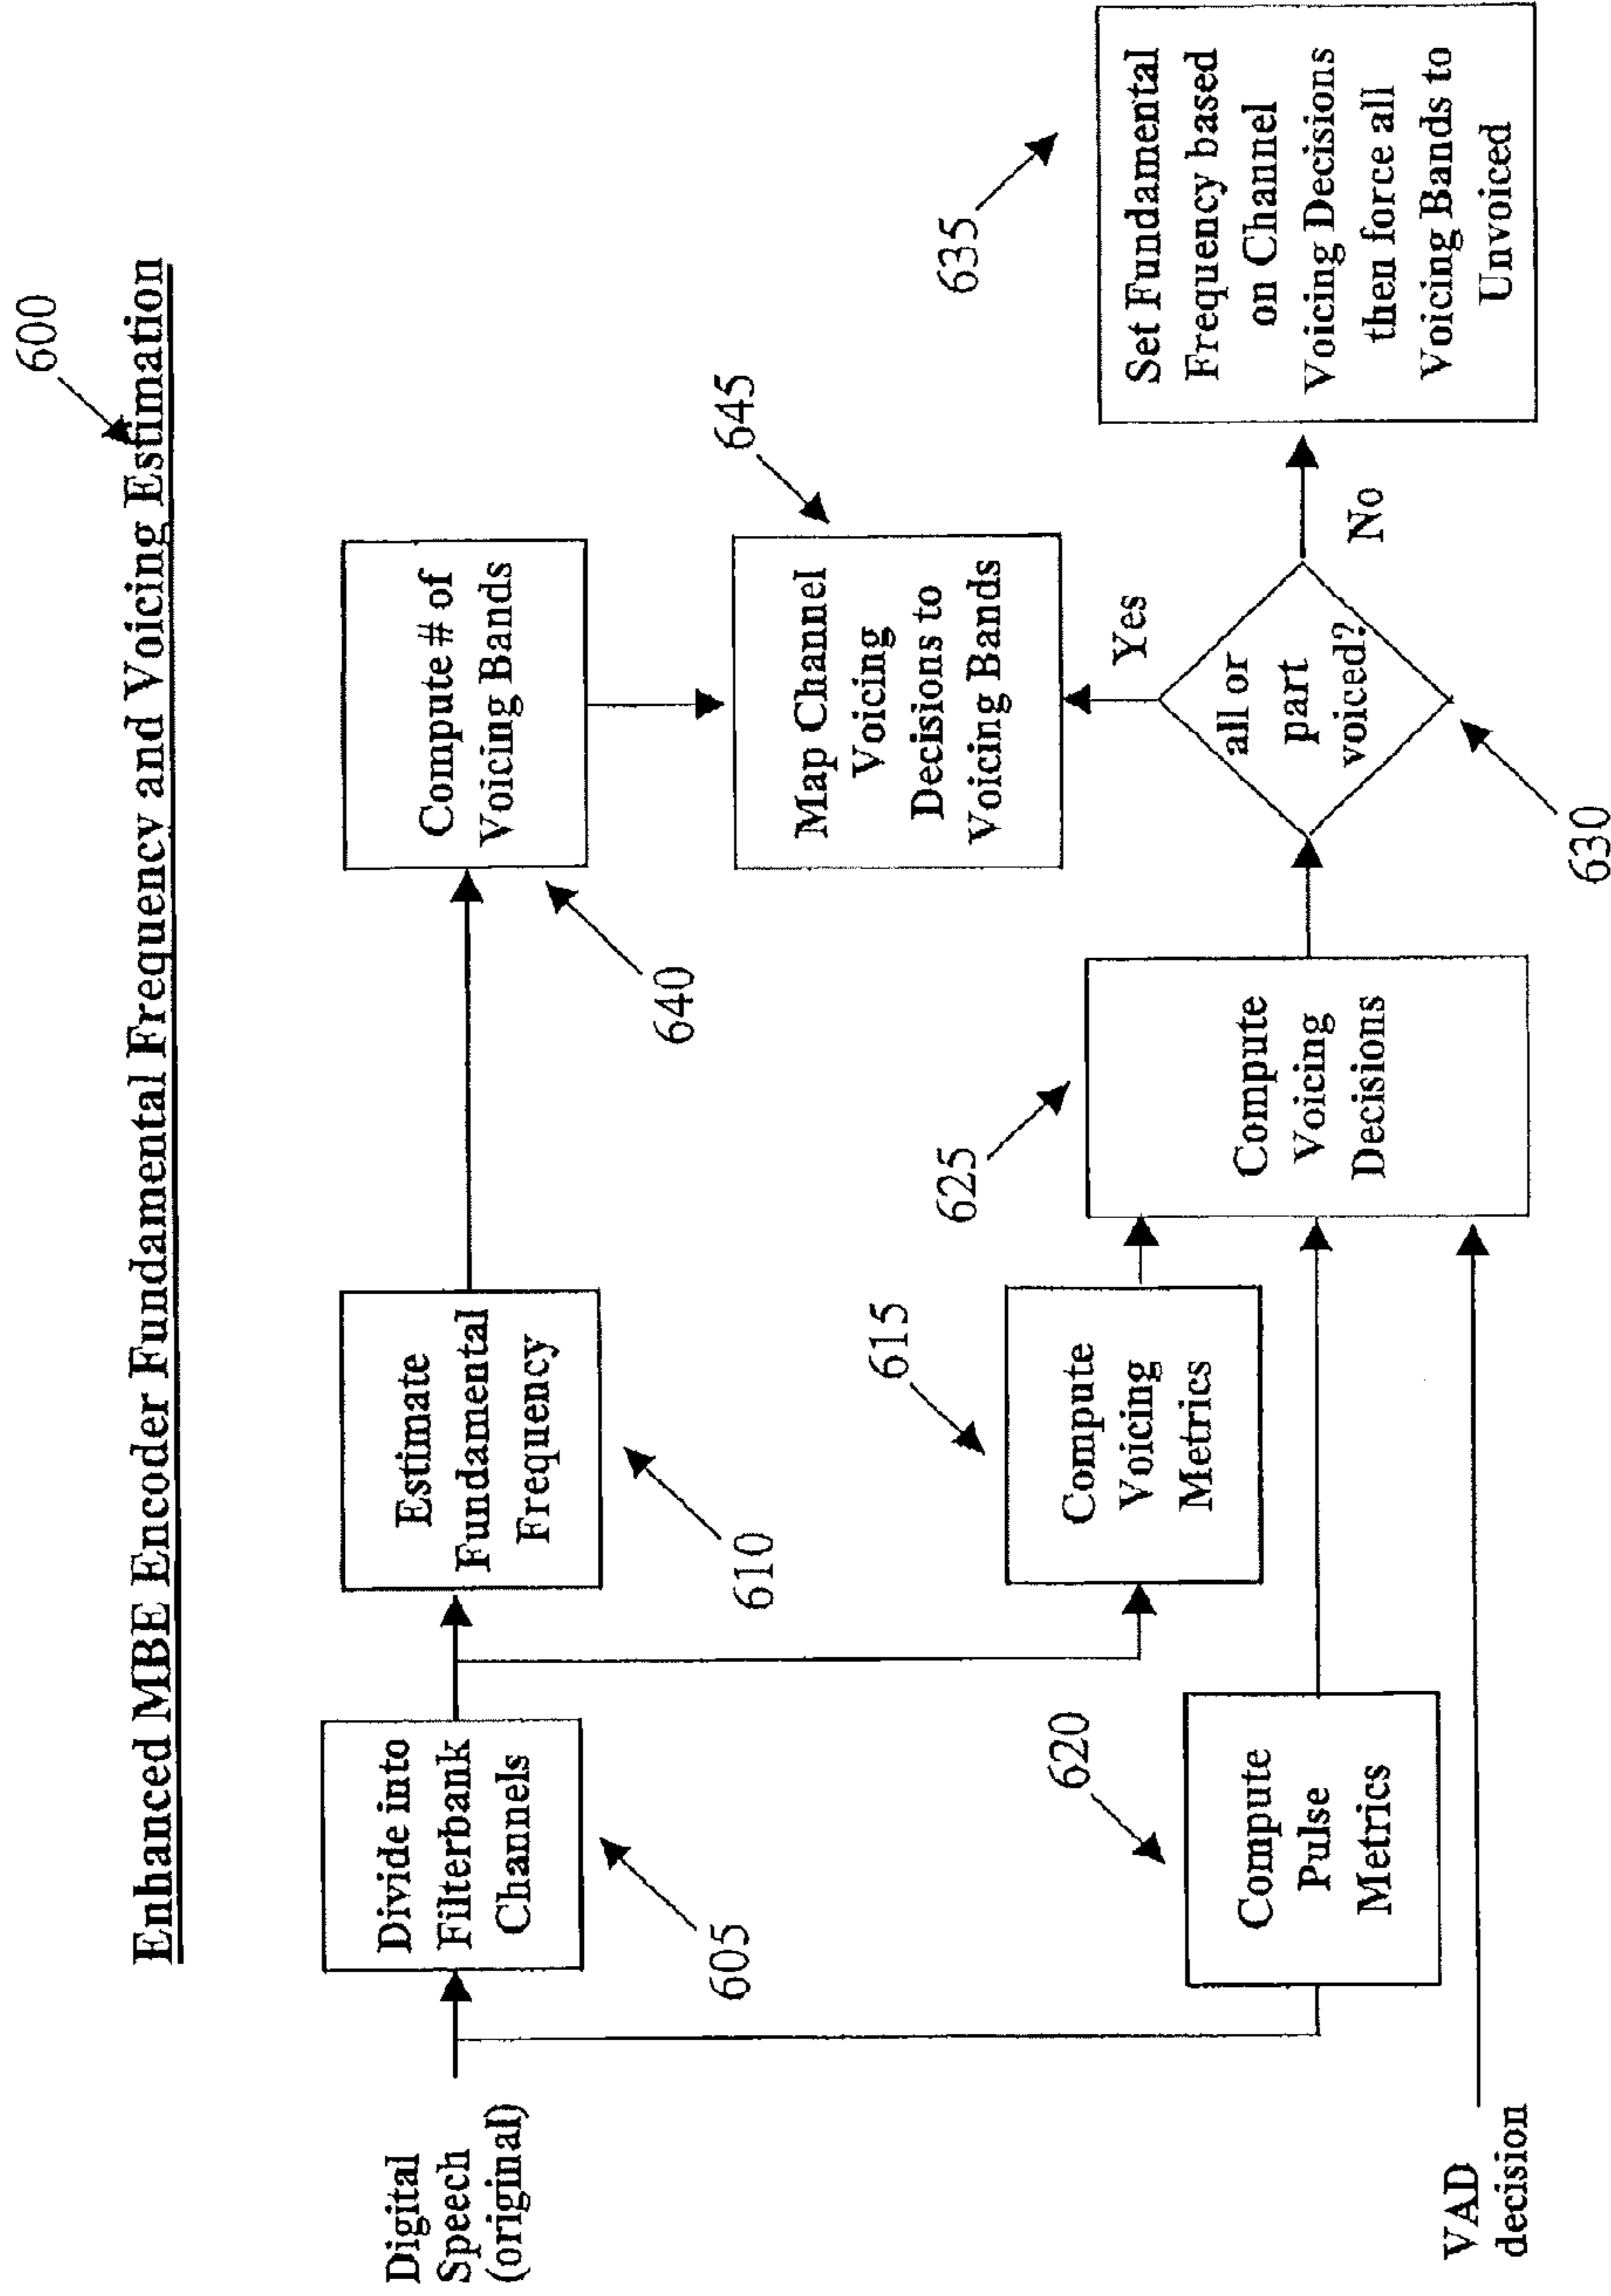 600
Enhanced MBE Encoder Fundamental Frequency and Voicing Estimation
Digital
Speech
(original)
Divide into
Filterbank
Channels
605
Estimate
Fundamental
Frequency
610
Compute # of
Voicing Bands
640
Map Channel
Voicing
Decisions to
Voicing Bands
645
Compute
Pulse
Metrics
620
Compute
Voicing
Metrics
615
VAD
decision
Compute
Voicing
Decisions
625
all or
part
voiced?
630
Yes
No
Set Fundamental
Frequency based
on Channel
Voicing Decisions
then force all
Voicing Bands to
Unvoiced
635